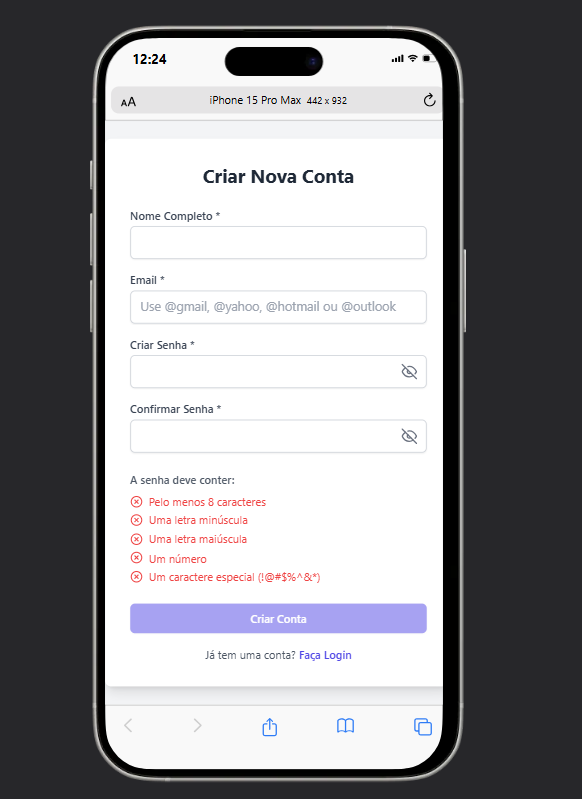 12:24
AA iPhone 15 Pro Max 442 x 932
Criar Nova Conta
Nome Completo *
Email *
Use @gmail, @yahoo, @hotmail ou @outlook
Criar Senha *
Confirmar Senha *
A senha deve conter:
Pelo menos 8 caracteres
Uma letra minúscula
Uma letra maiúscula
Um número
Um caractere especial (!@#$%^&*)
Criar Conta
Já tem uma conta? Faça Login